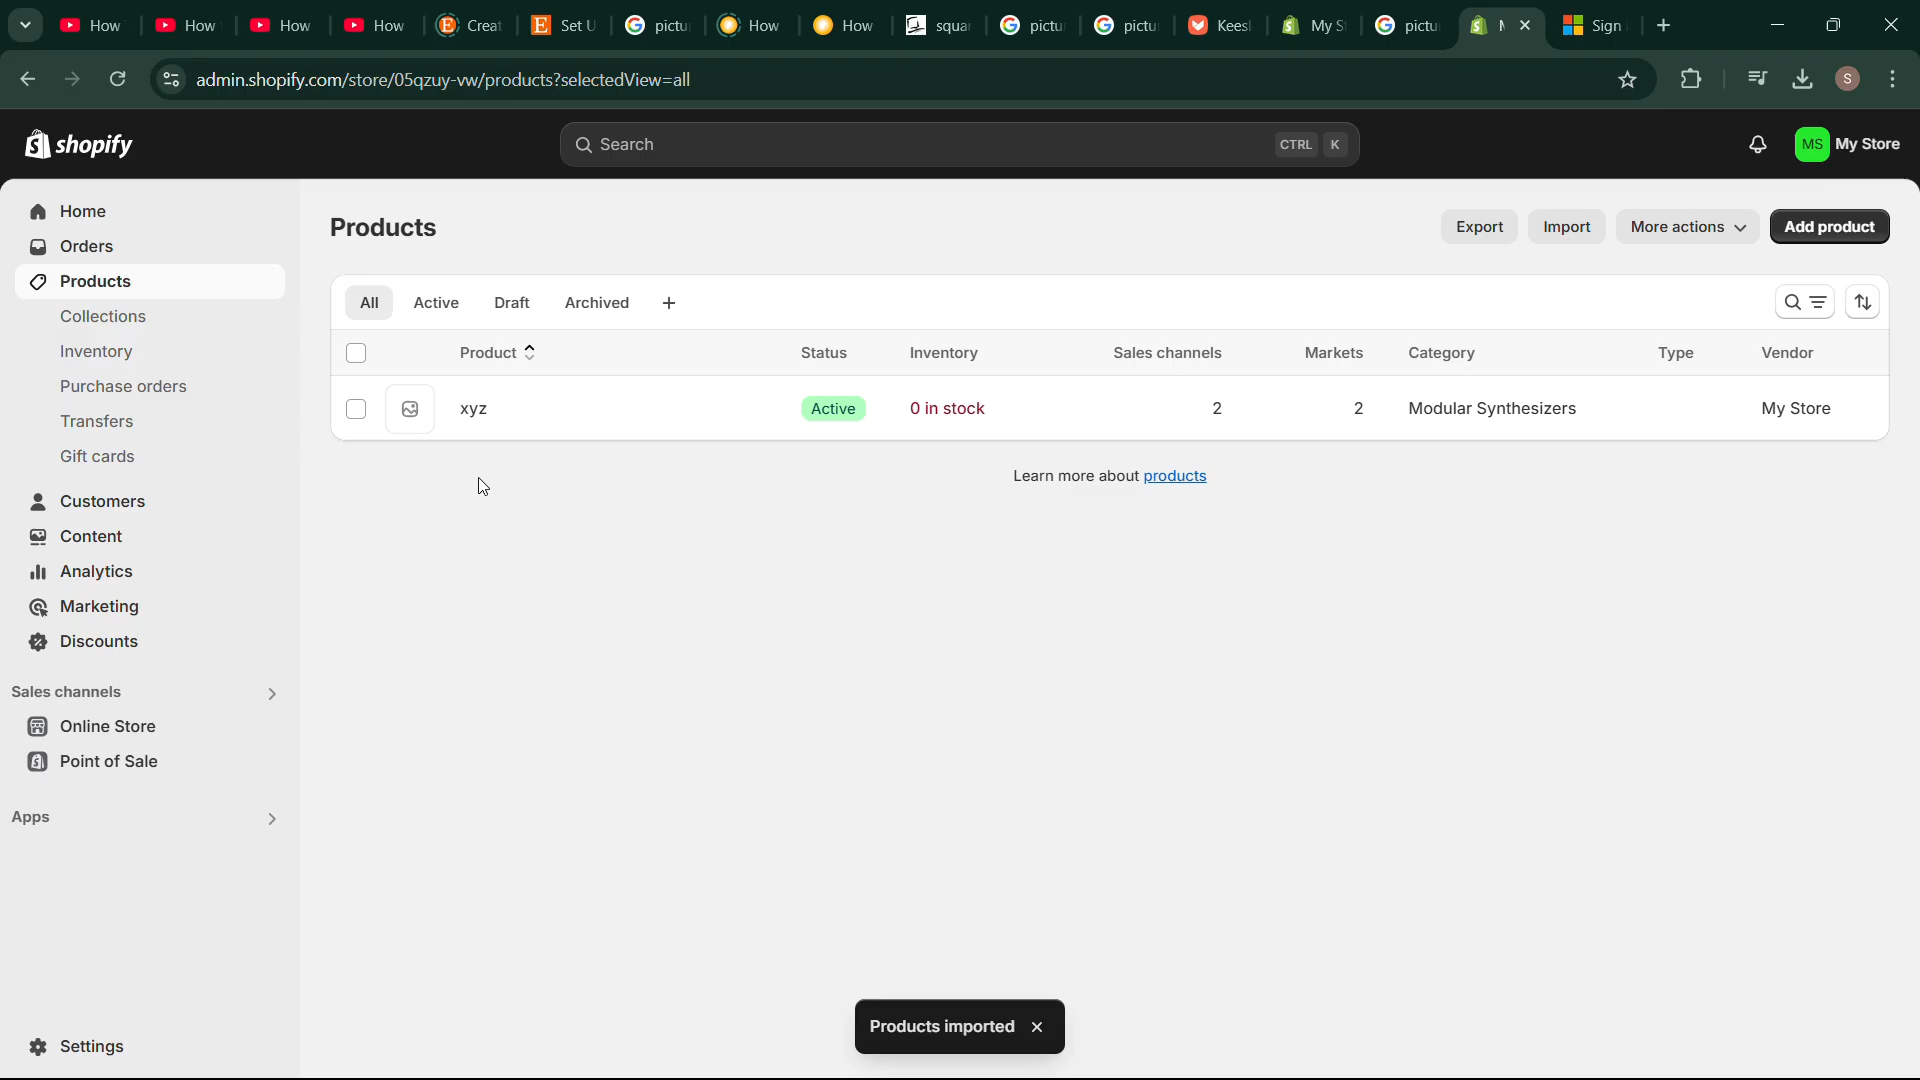 How
How
How
How
Creat
Set U
pictu
How
How
squar
pictu
pictu
Keesl
My St
pictu
Sign
admin.shopify.com/store/05qzuy-vw/products?selectedView=all
S
shopify
Search
CTRL K
MS My Store
Home
Orders
Products
Collections
Inventory
Purchase orders
Transfers
Gift cards
Customers
Content
Analytics
Marketing
Discounts
Sales channels
Online Store
Point of Sale
Apps
Settings
Products
Export Import More actions Add product
All Active Draft Archived +
Product Status Inventory Sales channels Markets Category Type Vendor
xyz Active 0 in stock 2 2 Modular Synthesizers My Store
Learn more about products
Products imported